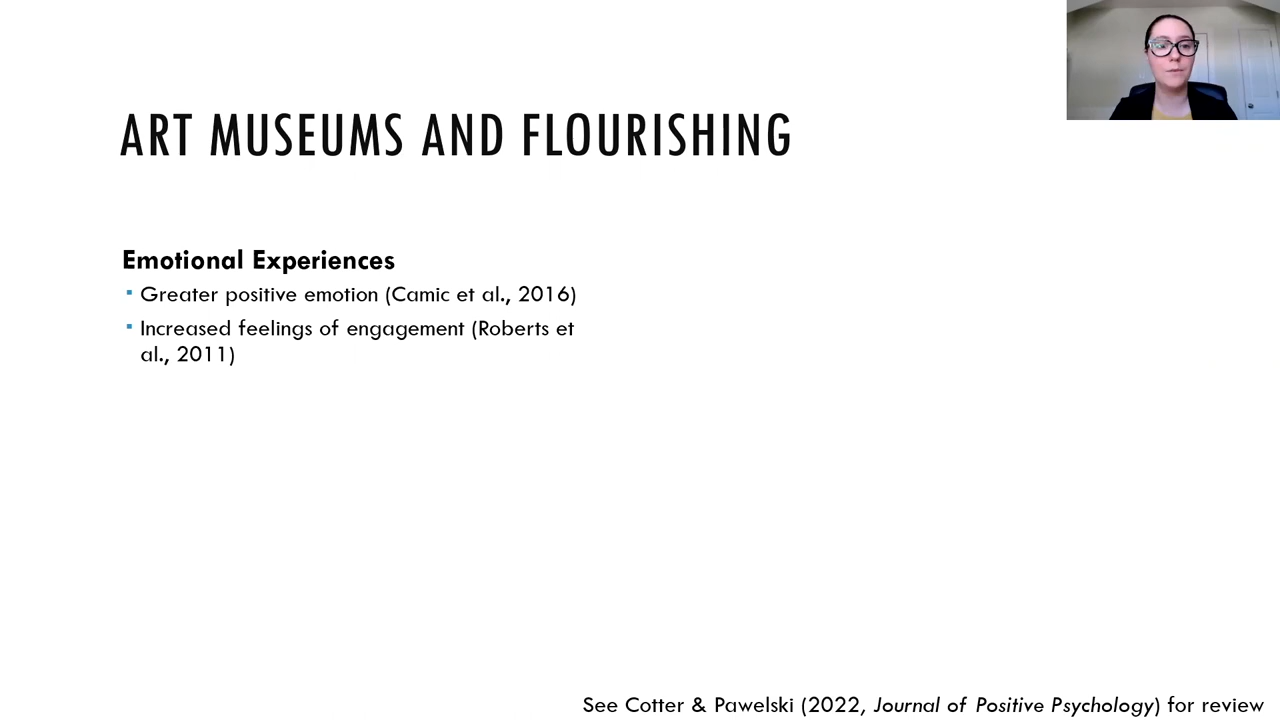 ART MUSEUMS AND FLOURISHING
Emotional Experiences
▪ Greater positive emotion (Camic et al., 2016)
▪ Increased feelings of engagement (Roberts et
al., 2011)
See Cotter & Pawelski (2022, Journal of Positive Psychology) for review